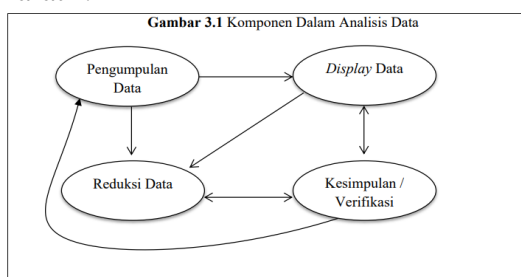 Gambar 3.1 Komponen Dalam Analisis Data
Pengumpulan
Data
Display Data
Reduksi Data
Kesimpulan /
Verifikasi